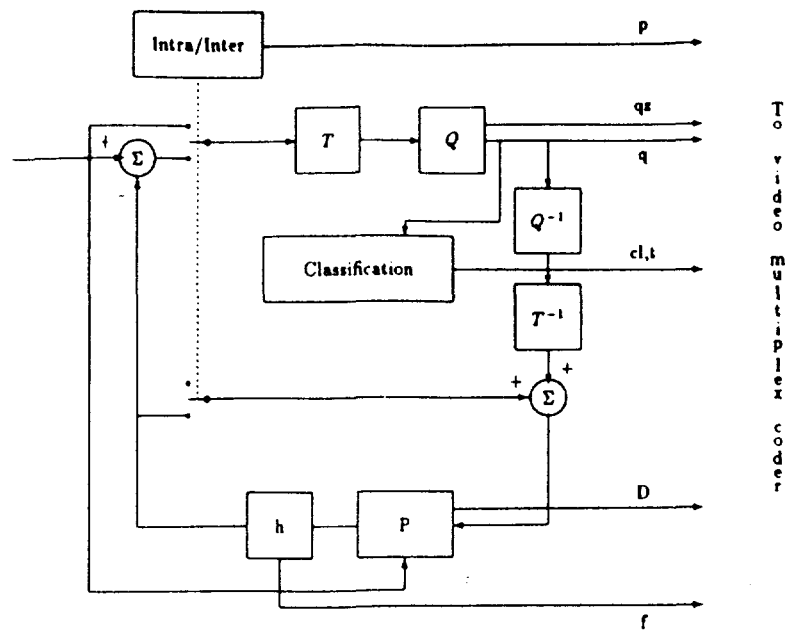 Intra/Inter
p
qz
T
Q
q
+
Σ
-
Q⁻¹
Classification
cl,t
T⁻¹
+
+
Σ
D
h
P
f
To video multiplex coder